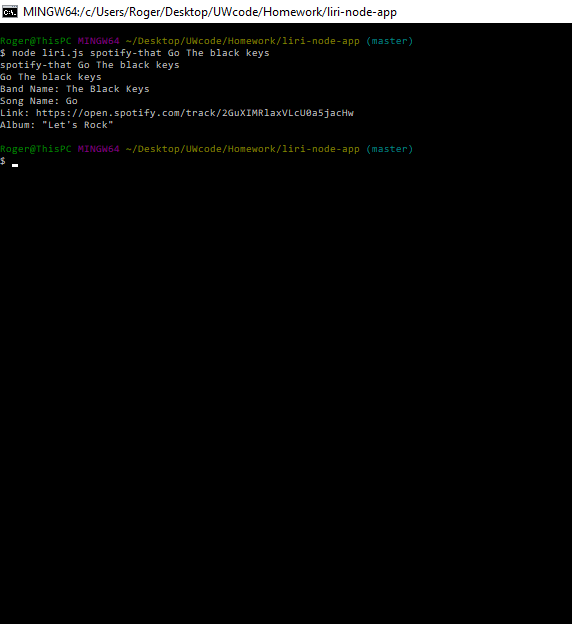 MINGW64:/c/Users/Roger/Desktop/UWcode/Homework/liri-node-app
Roger@ThisPC MINGW64 ~/Desktop/UWcode/Homework/liri-node-app (master)
$ node liri.js spotify-that Go The black keys
spotify-that Go The black keys
Go The black keys
Band Name: The Black Keys
Song Name: Go
Link: https://open.spotify.com/track/2GuXIMRlaxVLcU0a5jacHw
Album: "Let's Rock"
Roger@ThisPC MINGW64 ~/Desktop/UWcode/Homework/liri-node-app (master)
$